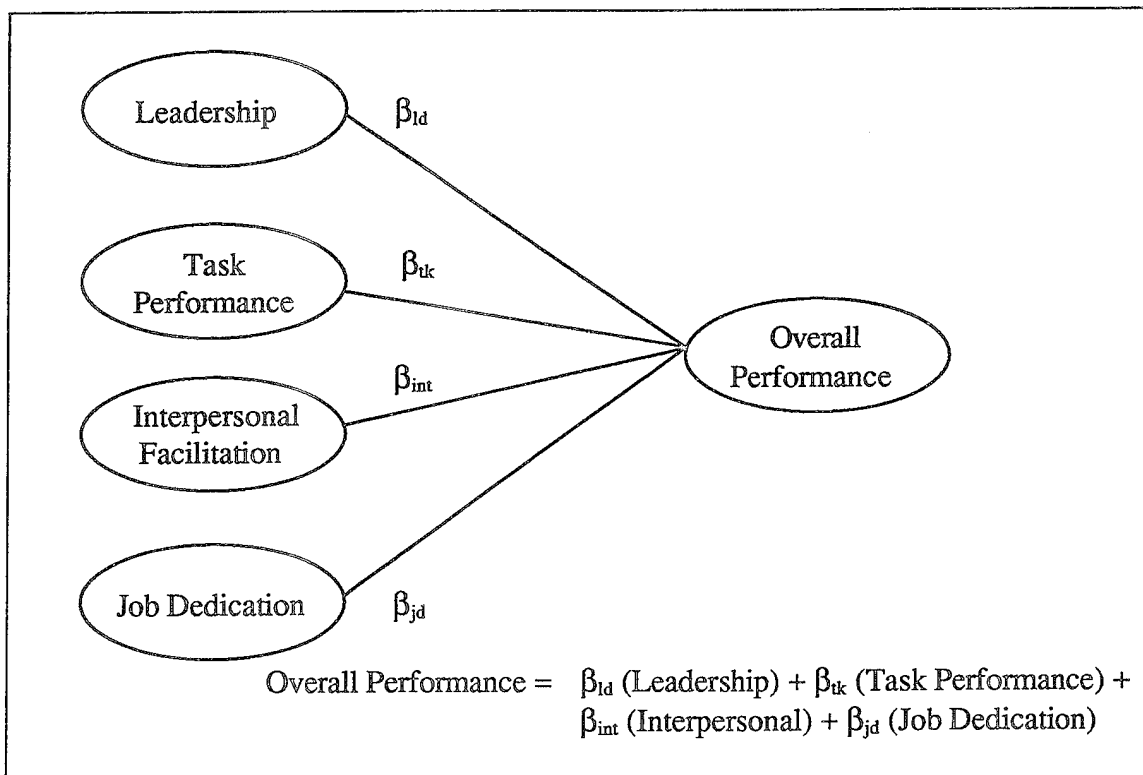 Leadership
β_ld
Task
Performance
β_tk
Interpersonal
Facilitation
β_int
Job Dedication
β_jd
Overall
Performance
Overall Performance = β_ld (Leadership) + β_tk (Task Performance) +
β_int (Interpersonal) + β_jd (Job Dedication)